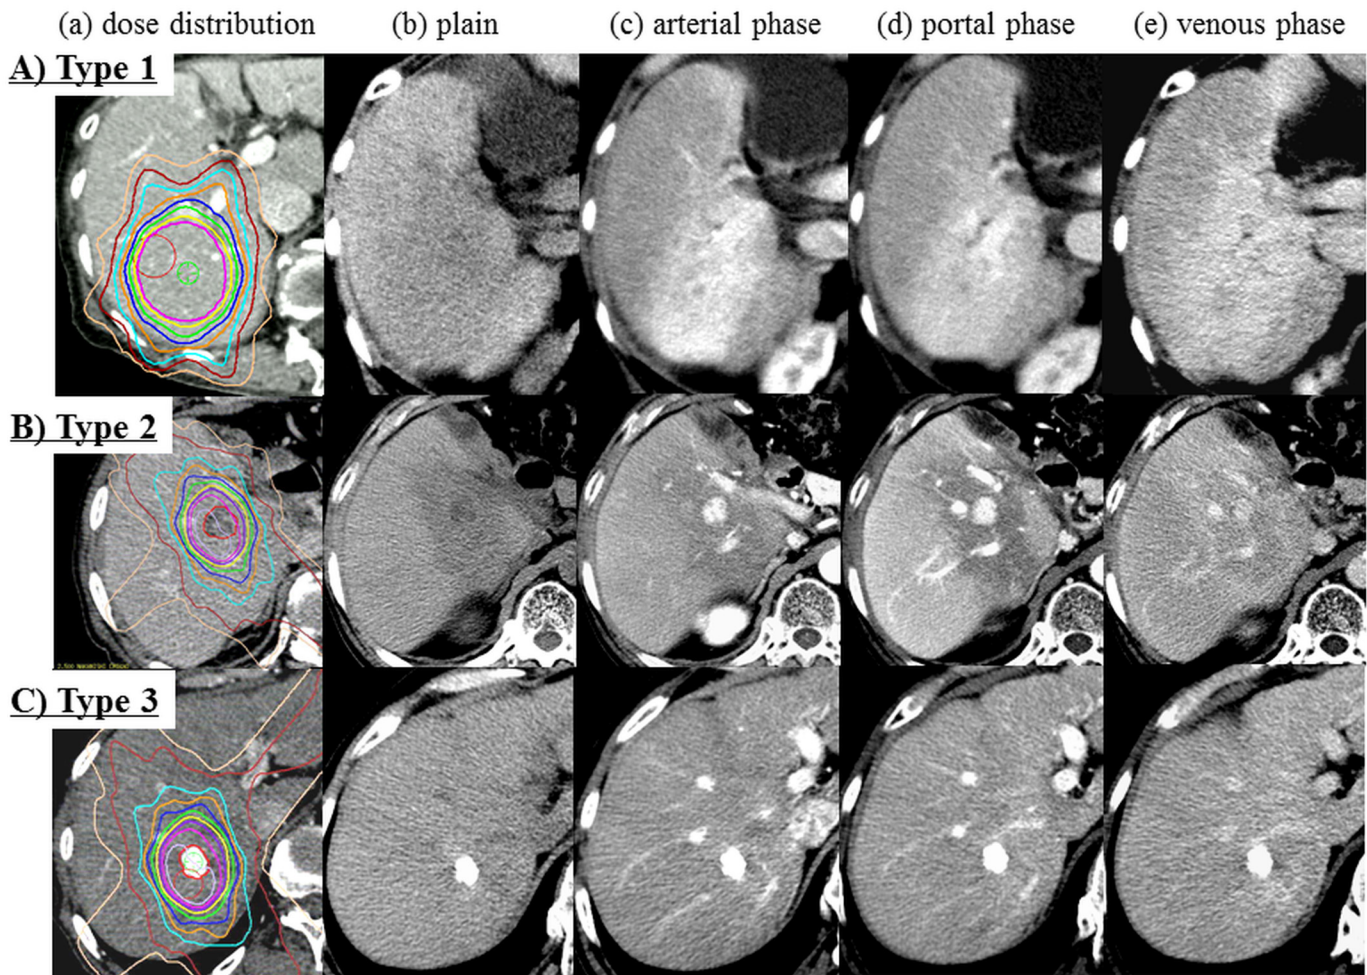 (a) dose distribution (b) plain (c) arterial phase (d) portal phase (e) venous phase
A) Type 1
B) Type 2
C) Type 3